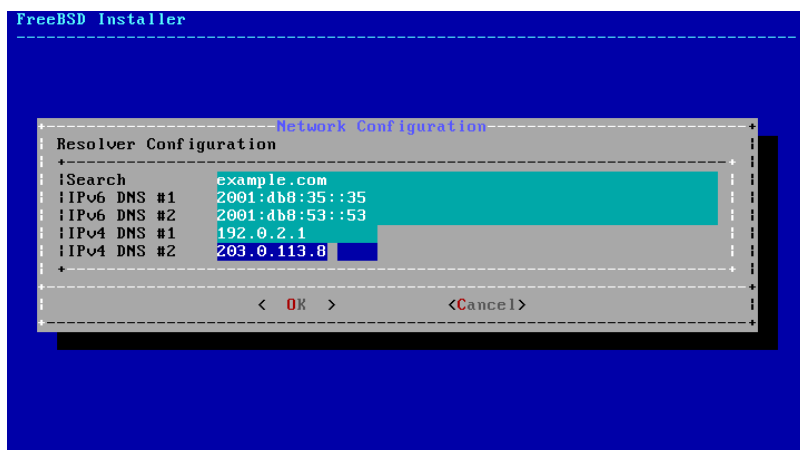 FreeBSD Installer
Network Configuration
Resolver Configuration
Search example.com
IPv6 DNS #1 2001:db8:35::35
IPv6 DNS #2 2001:db8:53::53
IPv4 DNS #1 192.0.2.1
IPv4 DNS #2 203.0.113.8
< OK > <Cancel>